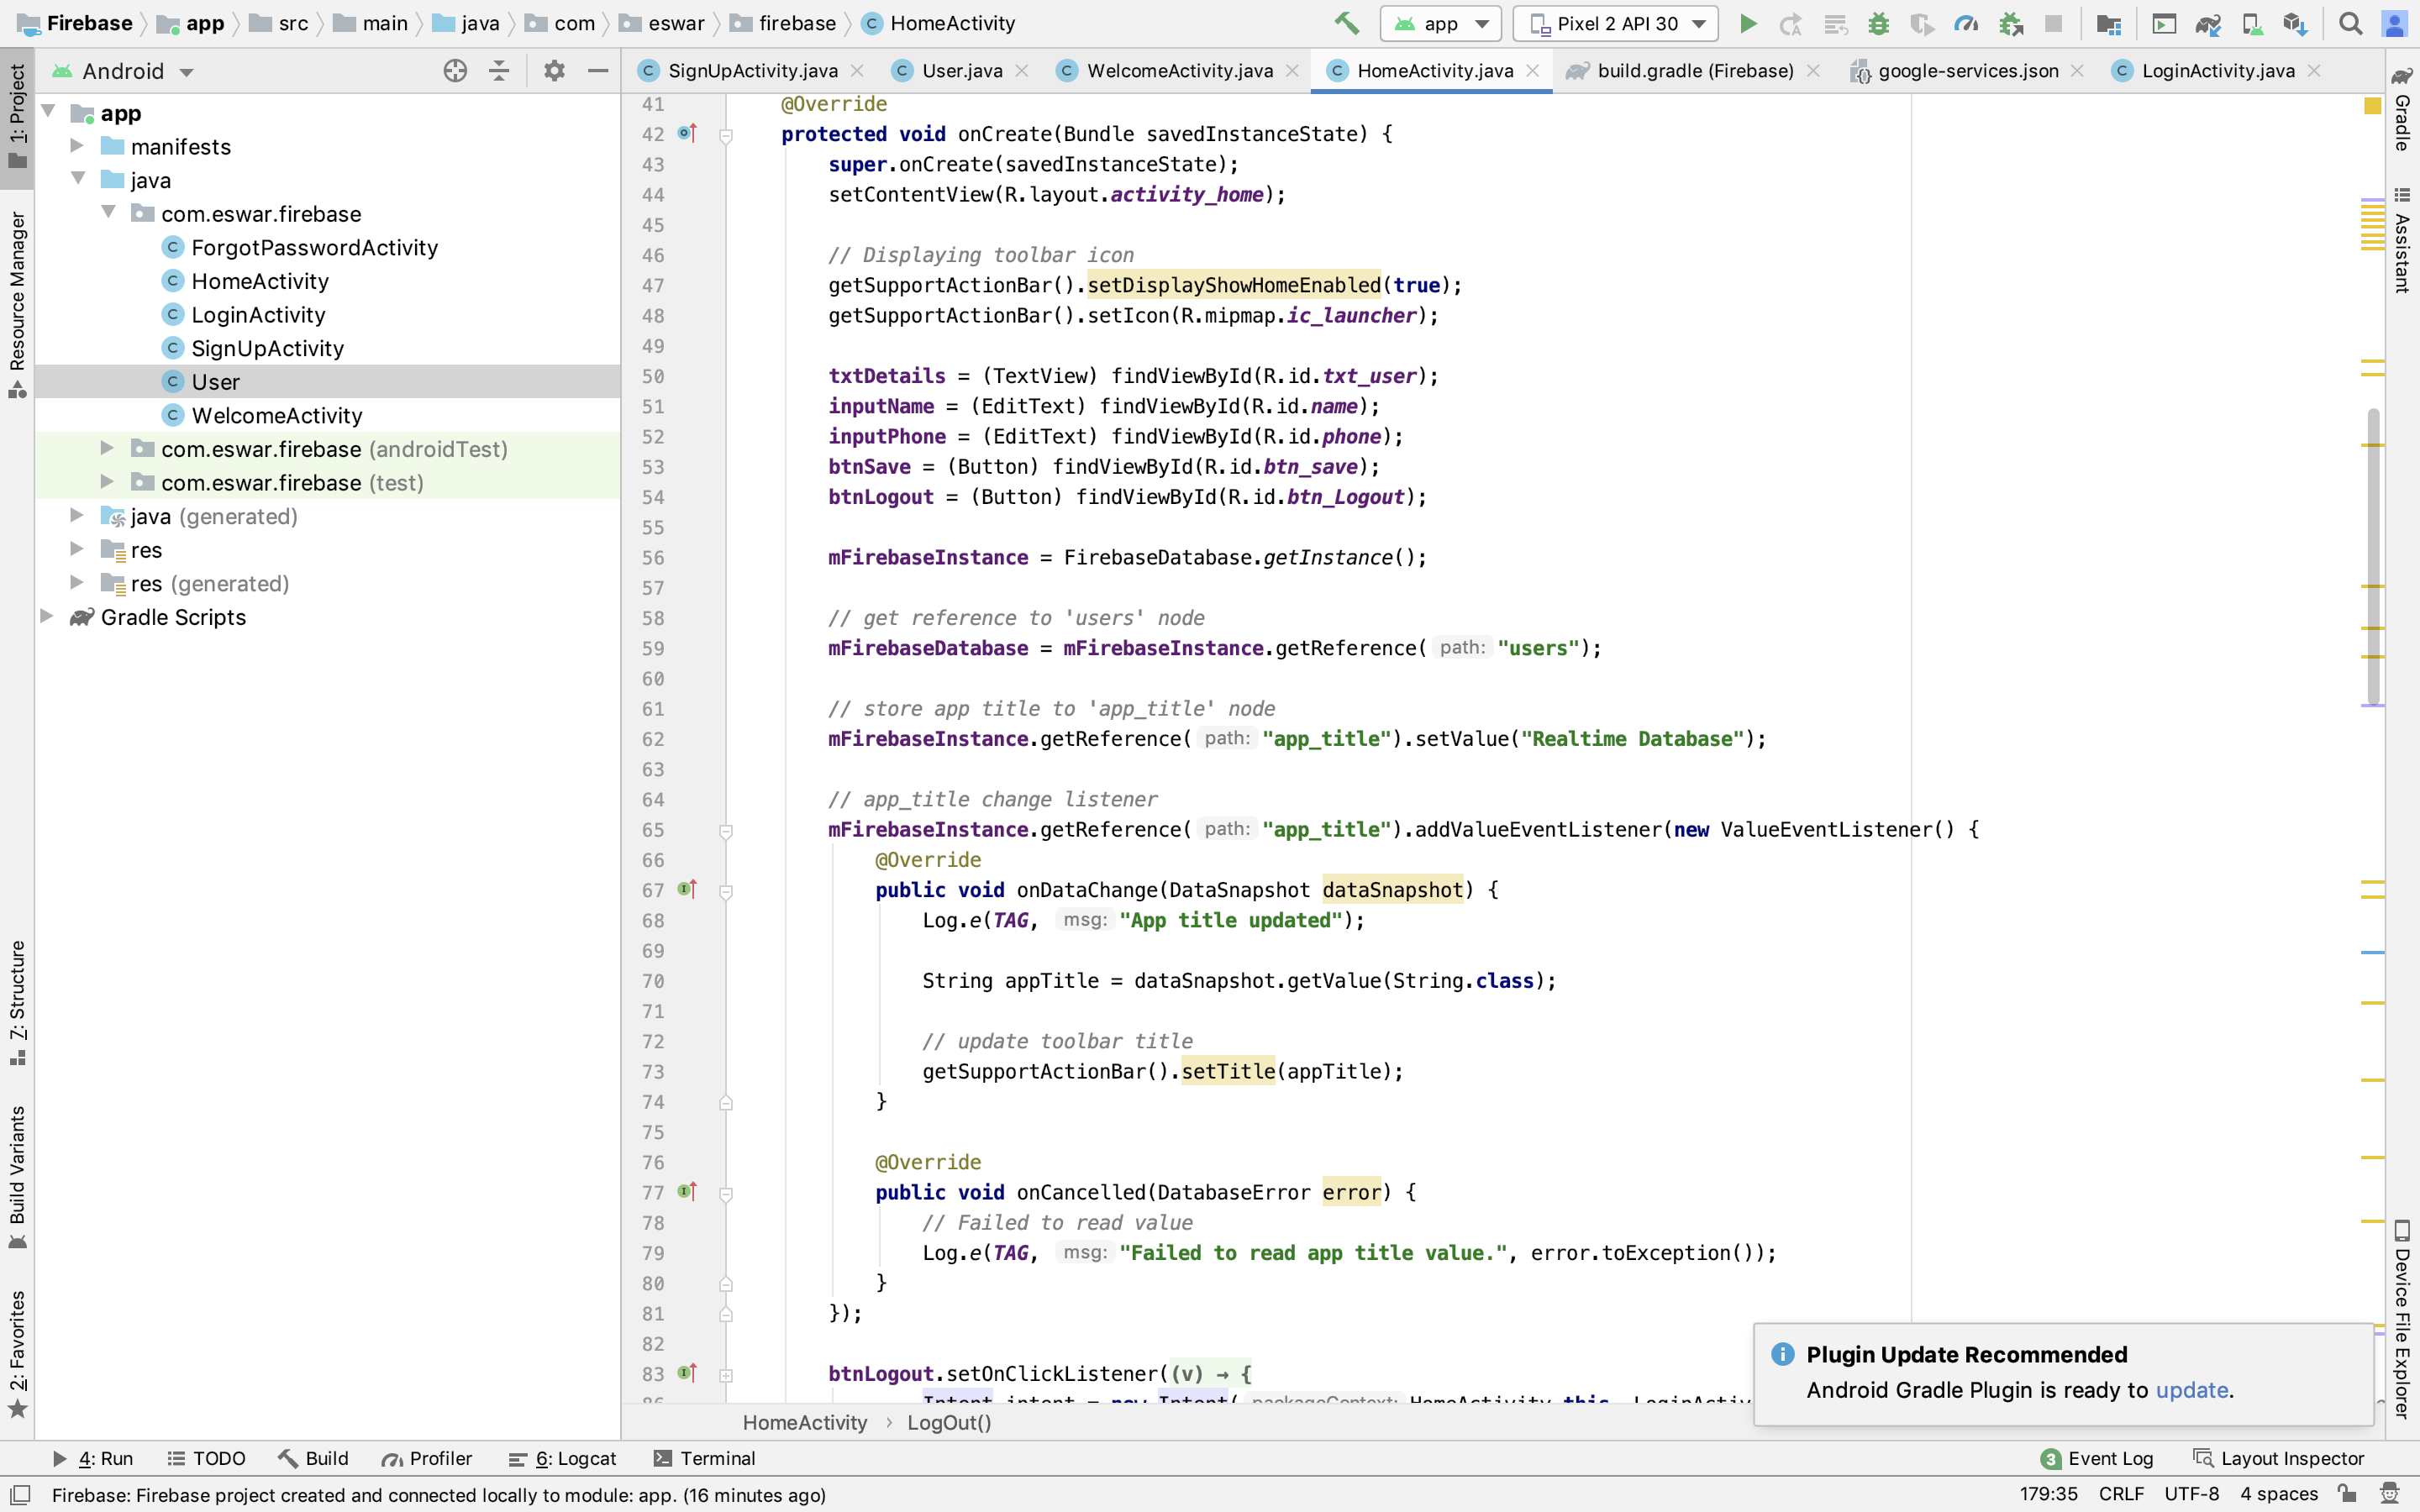 Firebase app src main java com eswar firebase HomeActivity app Pixel 2 API 30
Android
SignUpActivity.java User.java WelcomeActivity.java HomeActivity.java build.gradle (Firebase) google-services.json LoginActivity.java
1: Project
Resource Manager
7: Structure
Build Variants
2: Favorites
app
manifests
java
com.eswar.firebase
ForgotPasswordActivity
HomeActivity
LoginActivity
SignUpActivity
User
WelcomeActivity
com.eswar.firebase (androidTest)
com.eswar.firebase (test)
java (generated)
res
res (generated)
Gradle Scripts
41 @Override
42 protected void onCreate(Bundle savedInstanceState) {
43 super.onCreate(savedInstanceState);
44 setContentView(R.layout.activity_home);
45
46 // Displaying toolbar icon
47 getSupportActionBar().setDisplayShowHomeEnabled(true);
48 getSupportActionBar().setIcon(R.mipmap.ic_launcher);
49
50 txtDetails = (TextView) findViewById(R.id.txt_user);
51 inputName = (EditText) findViewById(R.id.name);
52 inputPhone = (EditText) findViewById(R.id.phone);
53 btnSave = (Button) findViewById(R.id.btn_save);
54 btnLogout = (Button) findViewById(R.id.btn_Logout);
55
56 mFirebaseInstance = FirebaseDatabase.getInstance();
57
58 // get reference to 'users' node
59 mFirebaseDatabase = mFirebaseInstance.getReference( path: "users");
60
61 // store app title to 'app_title' node
62 mFirebaseInstance.getReference( path: "app_title").setValue("Realtime Database");
63
64 // app_title change listener
65 mFirebaseInstance.getReference( path: "app_title").addValueEventListener(new ValueEventListener() {
66 @Override
67 public void onDataChange(DataSnapshot dataSnapshot) {
68 Log.e(TAG, msg: "App title updated");
69
70 String appTitle = dataSnapshot.getValue(String.class);
71
72 // update toolbar title
73 getSupportActionBar().setTitle(appTitle);
74 }
75
76 @Override
77 public void onCancelled(DatabaseError error) {
78 // Failed to read value
79 Log.e(TAG, msg: "Failed to read app title value.", error.toException());
80 }
81 });
82
83 btnLogout.setOnClickListener((v) → {
86 Intent intent = new Intent( packageContext: HomeActivity.this
HomeActivity › LogOut()
Gradle
Assistant
Device File Explorer
Plugin Update Recommended
Android Gradle Plugin is ready to update.
4: Run TODO Build Profiler 6: Logcat Terminal 3 Event Log Layout Inspector
Firebase: Firebase project created and connected locally to module: app. (16 minutes ago) 179:35 CRLF UTF-8 4 spaces